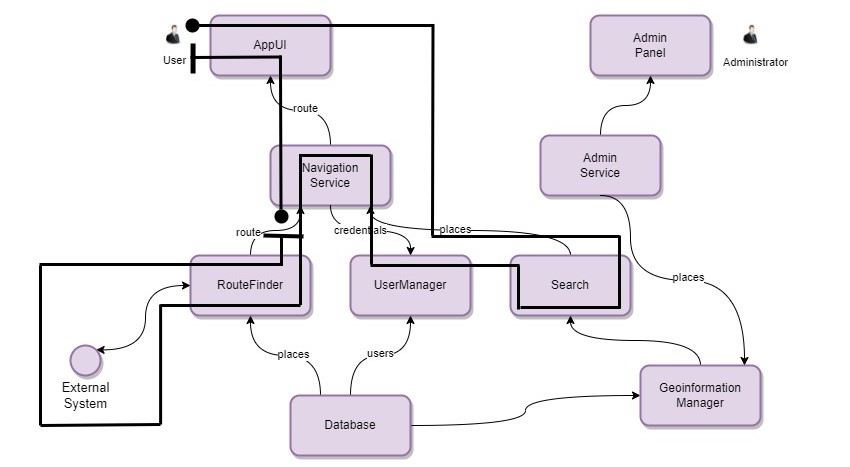 User
AppUI
Admin
Panel
Administrator
route
Navigation
Service
Admin
Service
route
credentials
places
RouteFinder
UserManager
Search
places
External
System
places
users
Geoinformation
Manager
Database